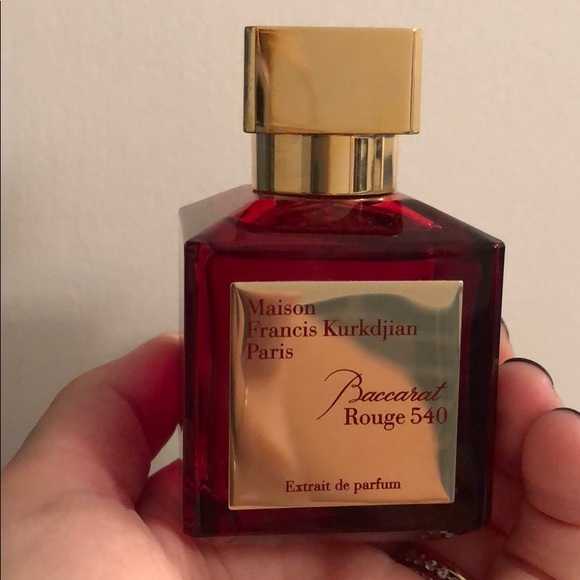 Maison
Francis Kurkdjian
Paris
Baccarat
Rouge 540
Extrait de parfum